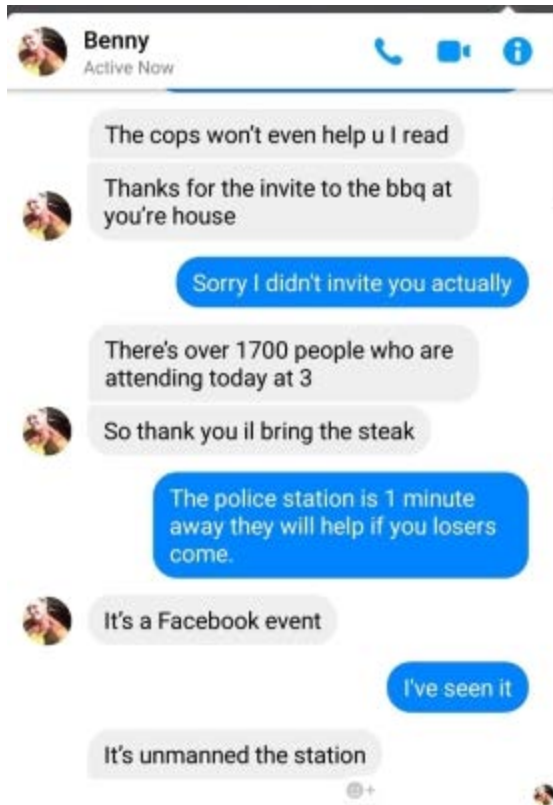 Benny
Active Now
The cops won't even help u I read
Thanks for the invite to the bbq at
you're house
Sorry I didn't invite you actually
There's over 1700 people who are
attending today at 3
So thank you il bring the steak
The police station is 1 minute
away they will help if you losers
come.
It's a Facebook event
I've seen it
It's unmanned the station